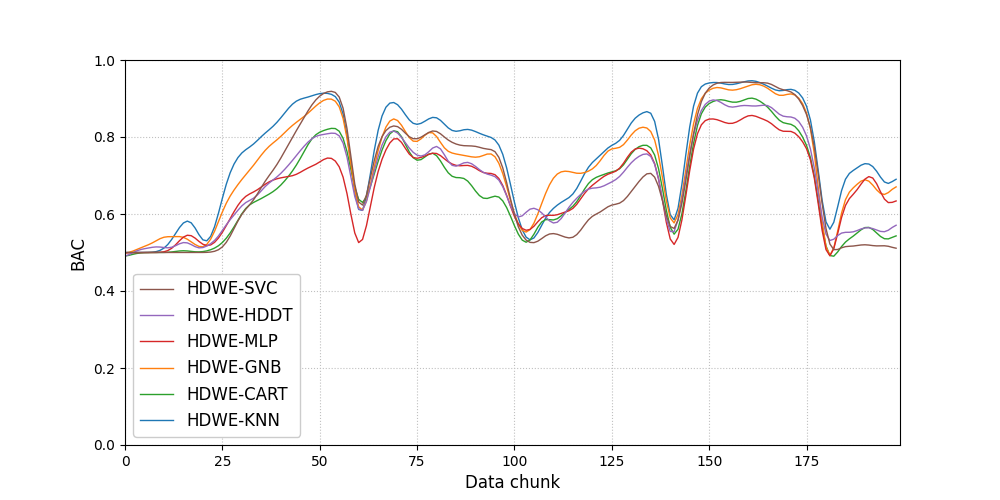 1.0
0.8
0.6
0.4
0.2
0.0
BAC
HDWE-SVC
HDWE-HDDT
HDWE-MLP
HDWE-GNB
HDWE-CART
HDWE-KNN
0 25 50 75 100 125 150 175
Data chunk